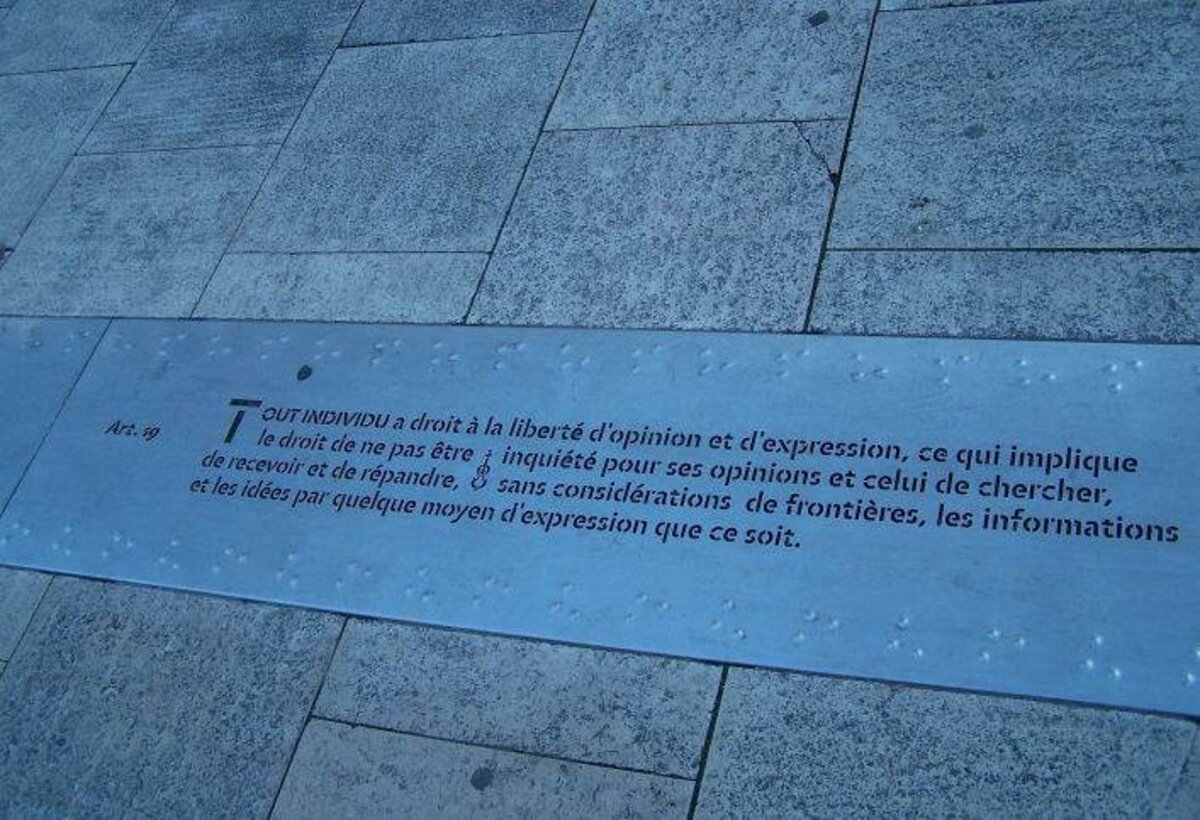 Art. 19
TOUT INDIVIDU a droit à la liberté d'opinion et d'expression, ce qui implique
le droit de ne pas être inquiété pour ses opinions et celui de chercher,
de recevoir et de répandre, sans considérations de frontières, les informations
et les idées par quelque moyen d'expression que ce soit.